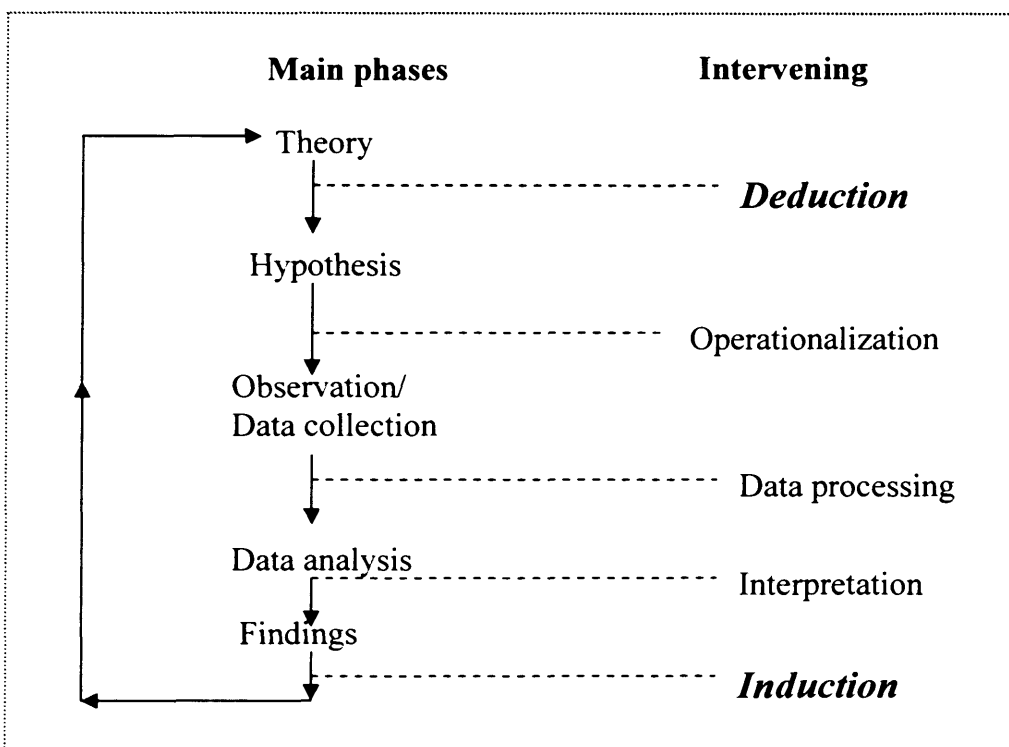 Main phases Intervening
Theory
Deduction
Hypothesis
Operationalization
Observation/
Data collection
Data processing
Data analysis
Interpretation
Findings
Induction